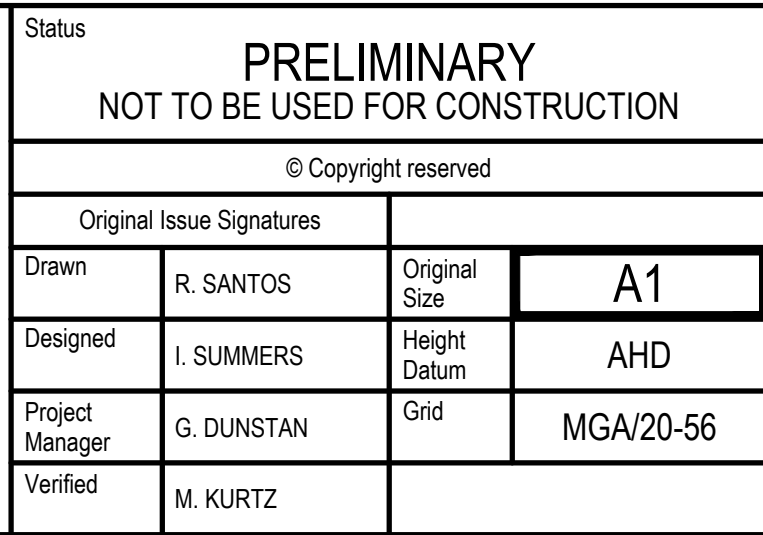 Status
PRELIMINARY
NOT TO BE USED FOR CONSTRUCTION
© Copyright reserved
Original Issue Signatures
Drawn
R. SANTOS
Original
Size
A1
Designed
I. SUMMERS
Height
Datum
AHD
Project
Manager
G. DUNSTAN
Grid
MGA/20-56
Verified
M. KURTZ